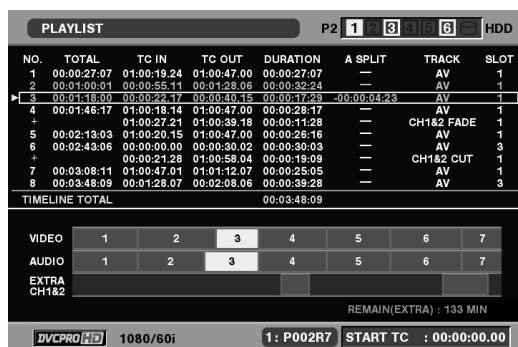 PLAYLIST P2 1 2 3 4 5 6 HDD
NO. TOTAL TC IN TC OUT DURATION A SPLIT TRACK SLOT
1 00:00:27:07 01:00:19.24 01:00:47.00 00:00:27:07 — AV 1
2 00:01:00:01 00:00:55.11 00:01:28.06 00:00:32:24 — AV 1
3 00:01:18:00 00:00:22.17 00:00:40.15 00:00:17:29 -00:00:04:23 AV 1
4 00:01:46:17 01:00:18.14 01:00:47.00 00:00:28:17 — AV 1
+ 00:00:27.21 01:00:39.18 00:00:11:28 — CH1&2 FADE 1
5 00:02:13:03 01:00:20.15 01:00:47.00 00:00:26:16 — AV 1
6 00:02:43:06 00:00:00.00 00:00:30.02 00:00:30:03 — AV 3
+ 00:00:21.28 01:00:58.04 00:00:19:09 — CH1&2 CUT 1
7 00:03:08:11 01:00:47.01 01:01:12.07 00:00:25:05 — AV 1
8 00:03:48:09 00:01:28.07 00:02:08.06 00:00:39:28 — AV 3
TIMELINE TOTAL 00:03:48:09
VIDEO 1 2 3 4 5 6 7
AUDIO 1 2 3 4 5 6 7
EXTRA
CH1&2
REMAIN(EXTRA) : 133 MIN
DVCPRO HD 1080/60i 1: P002R7 START TC : 00:00:00.00